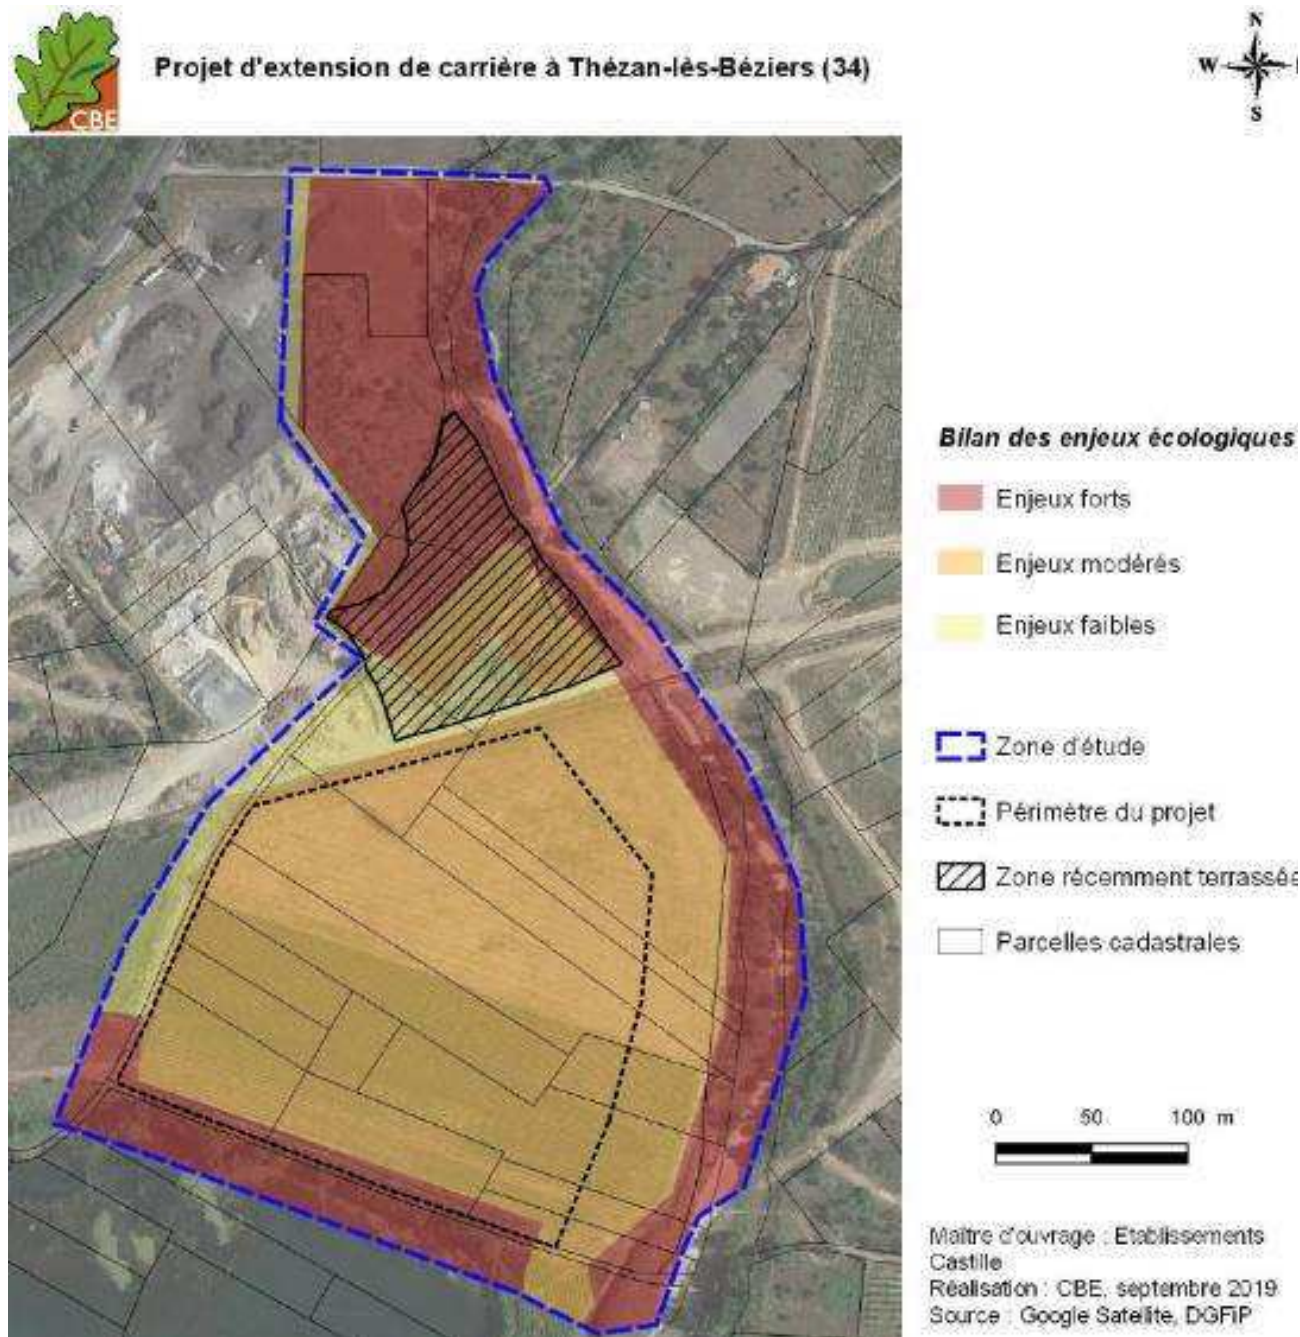 CBE
Projet d'extension de carrière à Thézan-lès-Béziers (34)
N
W
S
Bilan des enjeux écologiques
Enjeux forts
Enjeux modérés
Enjeux faibles
Zone d'étude
Périmètre du projet
Zone récemment terrassée
Parcelles cadastrales
0 50 100 m
Maître d'ouvrage : Etablissements
Castille
Réalisation : CBE, septembre 2019
Source : Google Satellite, DGFiP